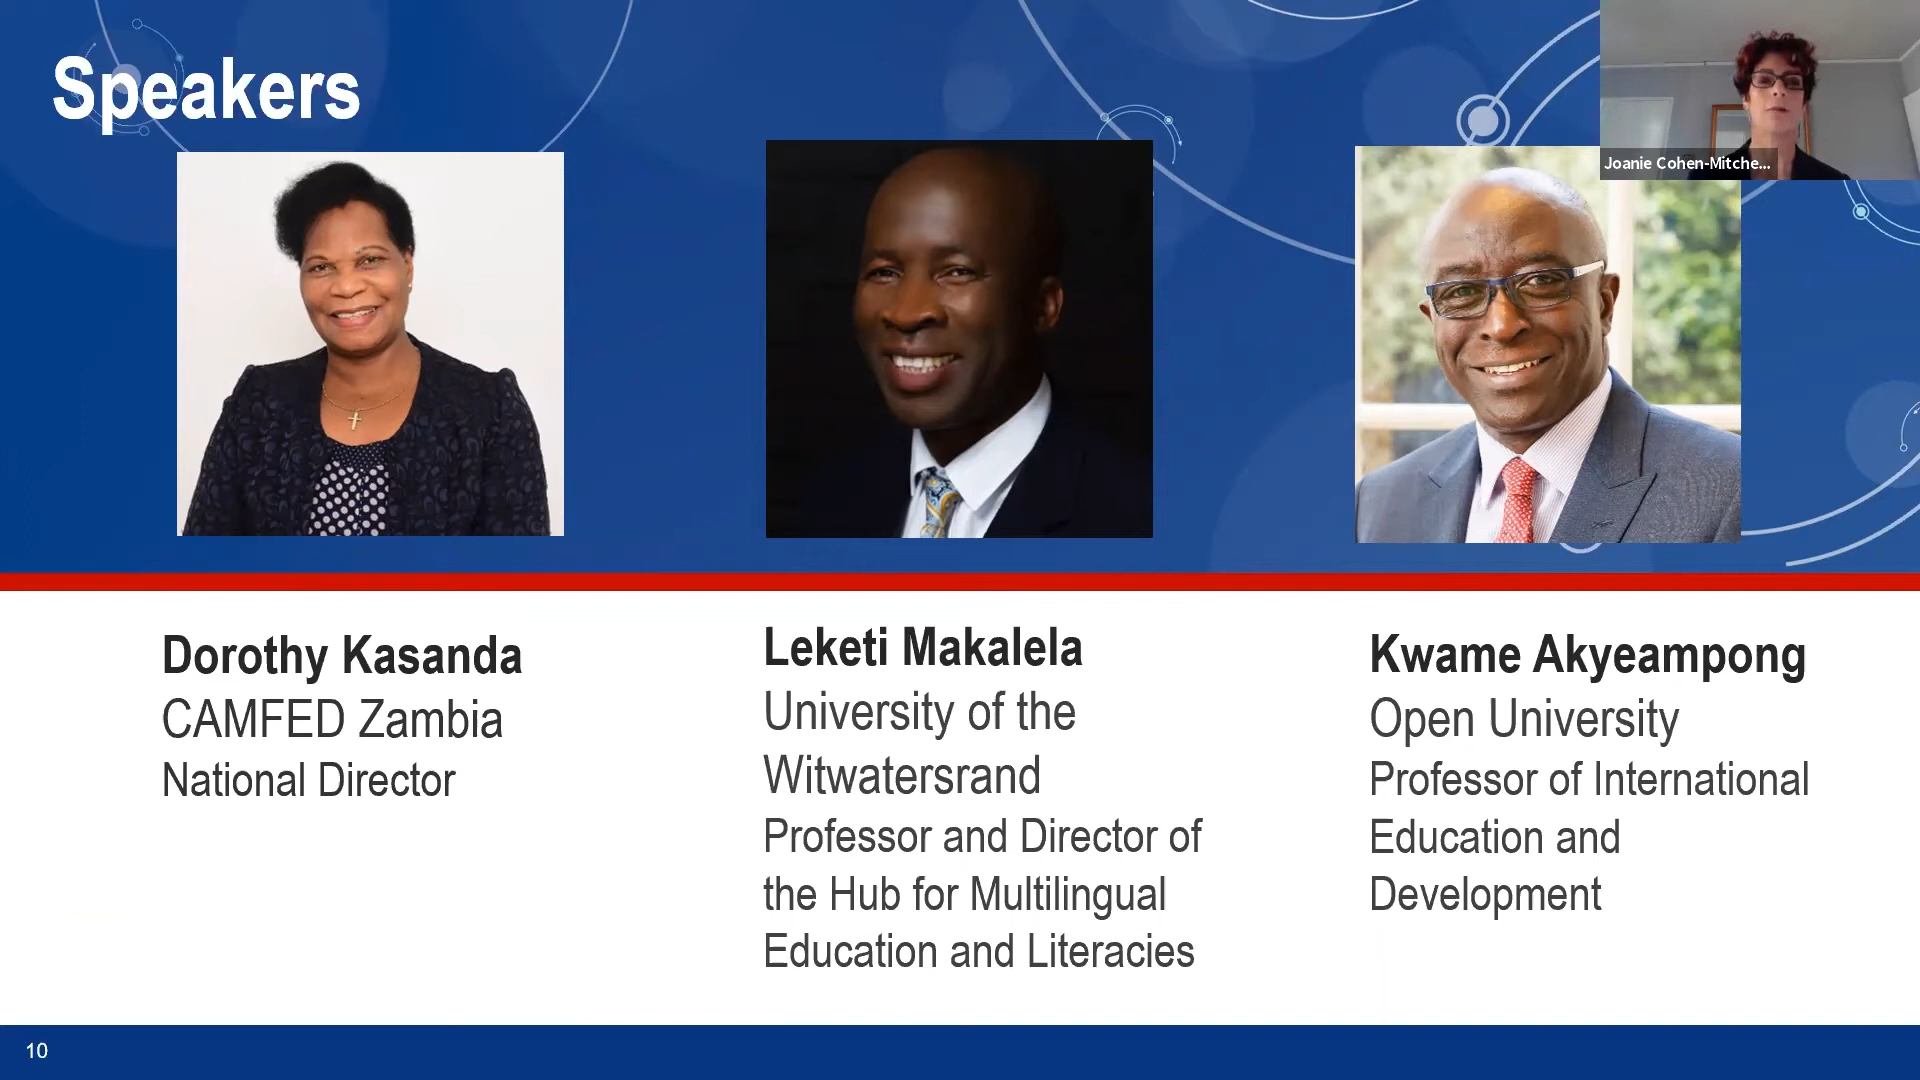 Speakers
Joanie Cohen-Mitche...
Dorothy Kasanda
CAMFED Zambia
National Director
Leketi Makalela
University of the
Witwatersrand
Professor and Director of
the Hub for Multilingual
Education and Literacies
Kwame Akyeampong
Open University
Professor of International
Education and
Development
10